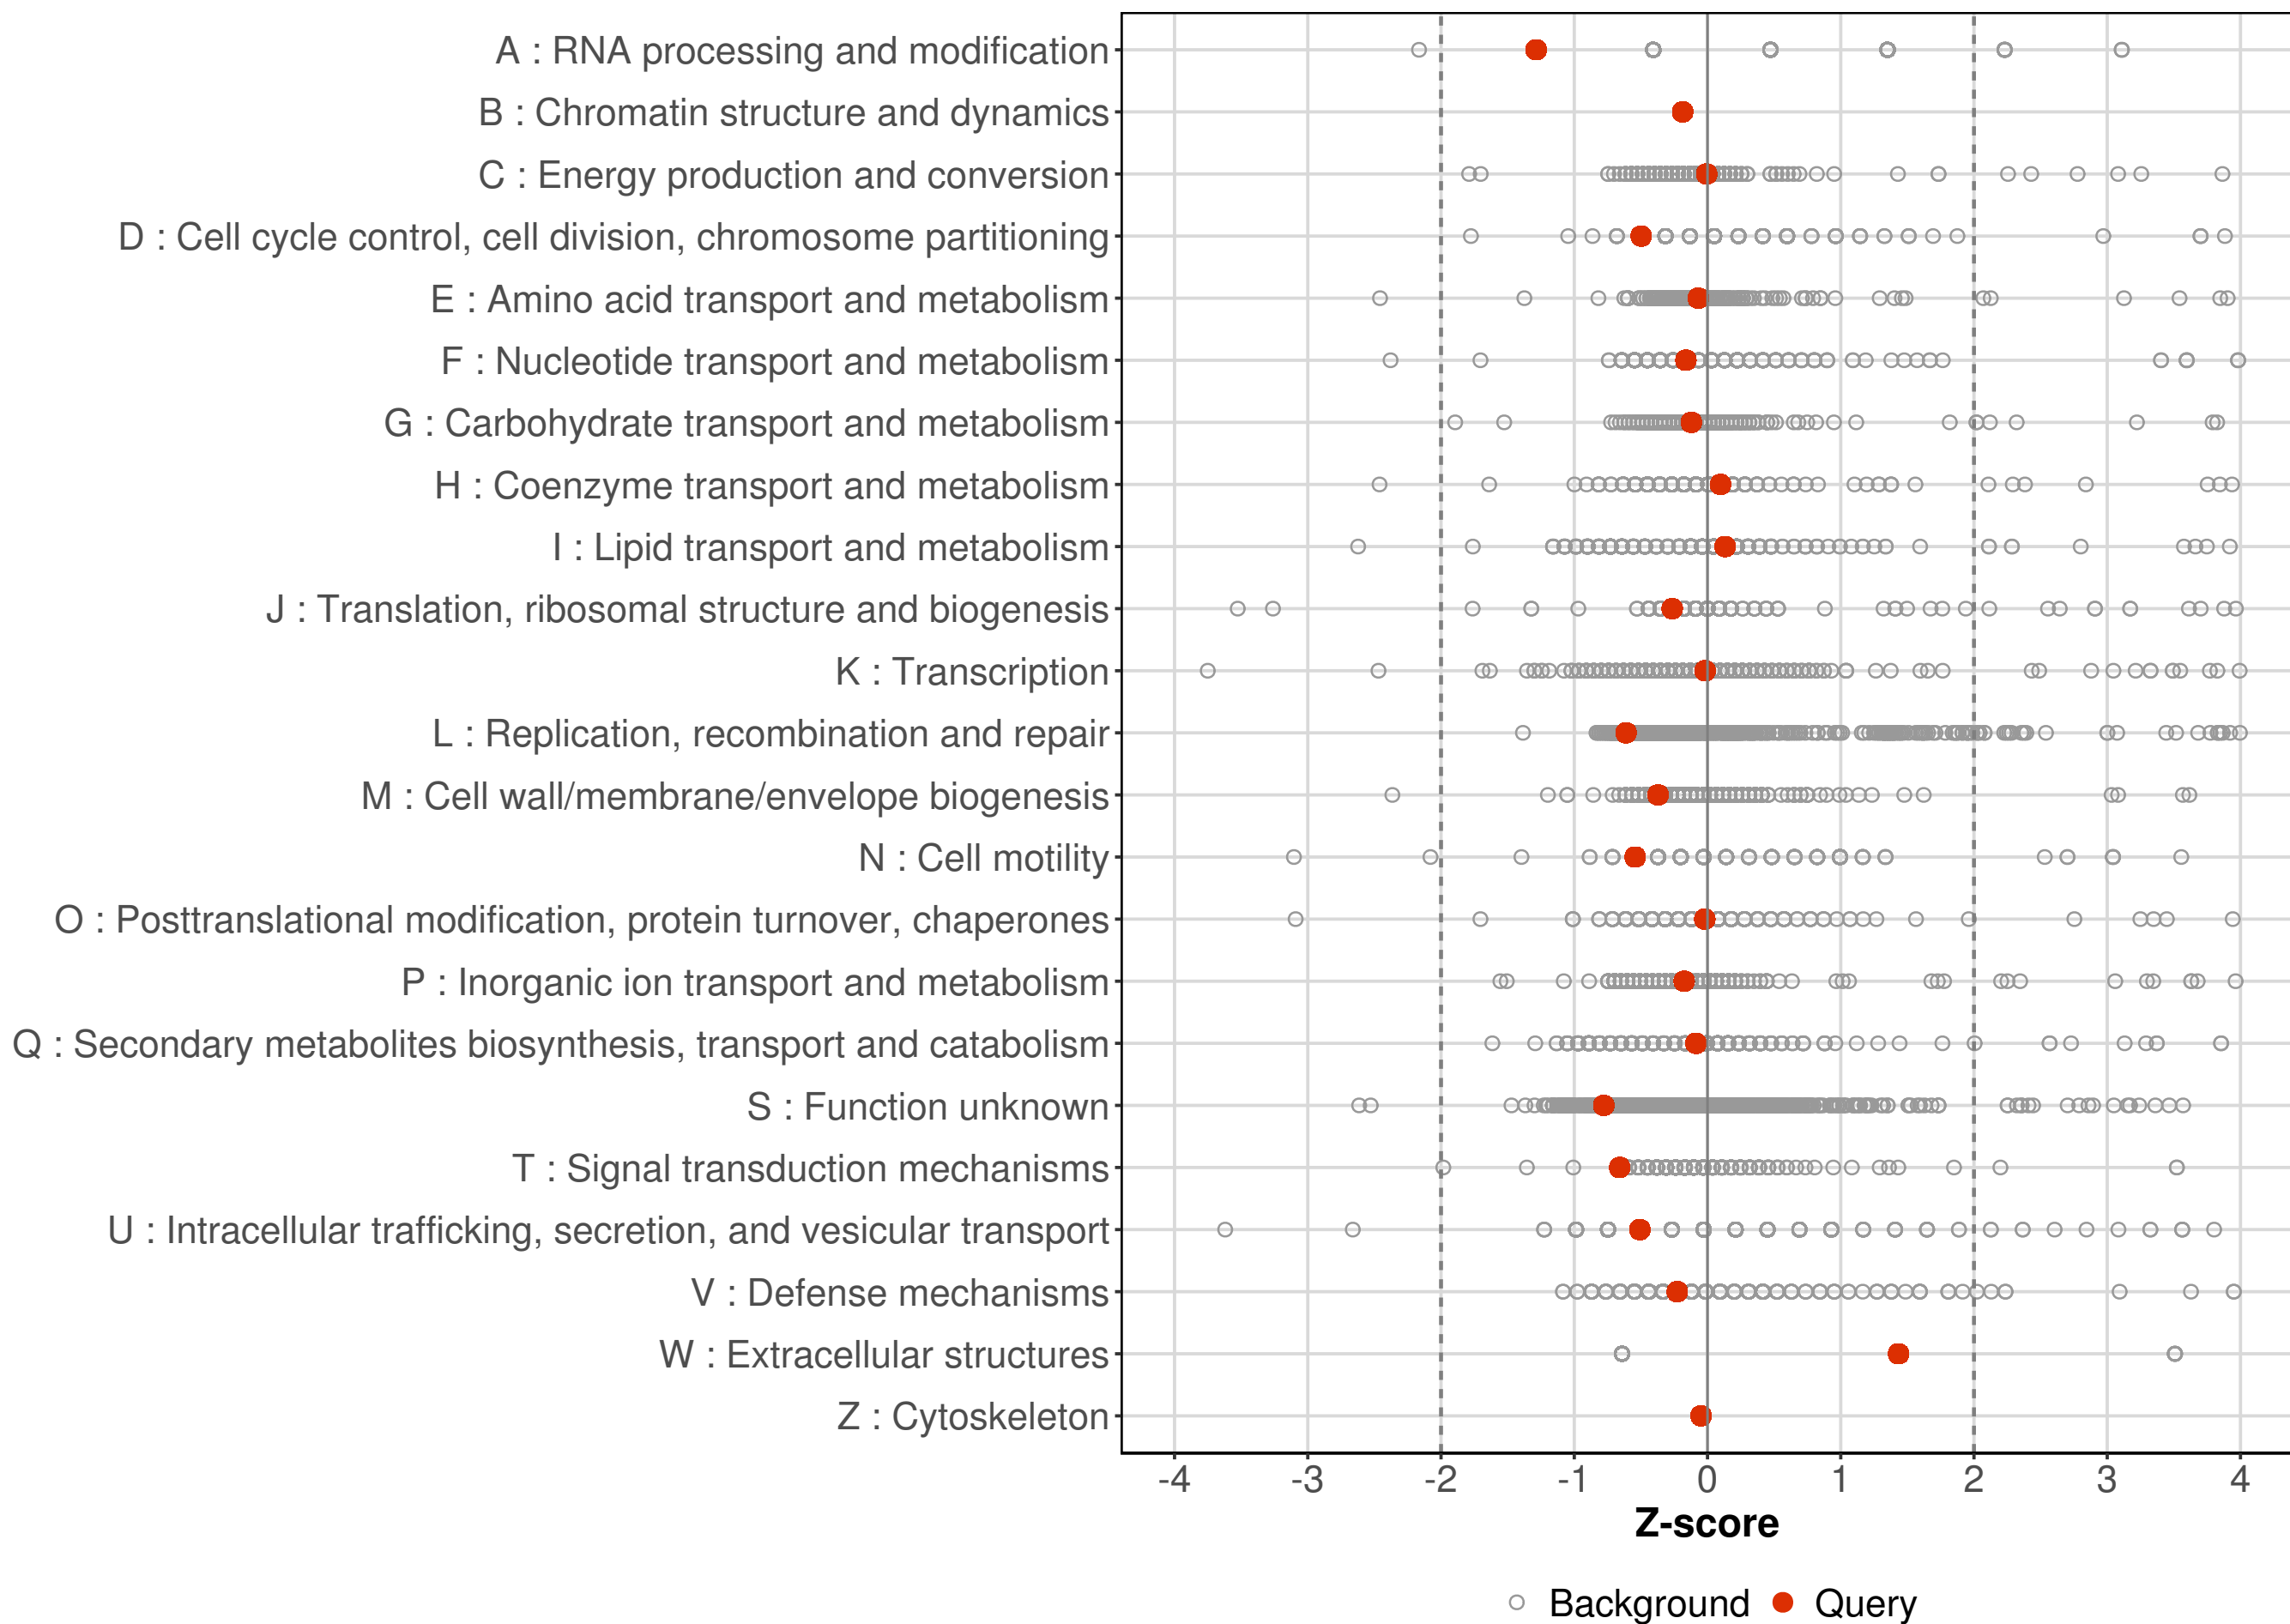 A : RNA processing and modification
B : Chromatin structure and dynamics
C : Energy production and conversion
D : Cell cycle control, cell division, chromosome partitioning
E : Amino acid transport and metabolism
F : Nucleotide transport and metabolism
G : Carbohydrate transport and metabolism
H : Coenzyme transport and metabolism
I : Lipid transport and metabolism
J : Translation, ribosomal structure and biogenesis
K : Transcription
L : Replication, recombination and repair
M : Cell wall/membrane/envelope biogenesis
N : Cell motility
O : Posttranslational modification, protein turnover, chaperones
P : Inorganic ion transport and metabolism
Q : Secondary metabolites biosynthesis, transport and catabolism
S : Function unknown
T : Signal transduction mechanisms
U : Intracellular trafficking, secretion, and vesicular transport
V : Defense mechanisms
W : Extracellular structures
Z : Cytoskeleton
-4 -3 -2 -1 0 1 2 3 4
Z-score
Background Query